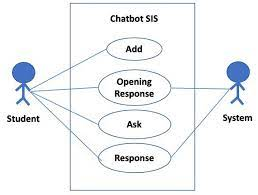 Chatbot SIS
Add
Opening
Response
Ask
Response
Student
System